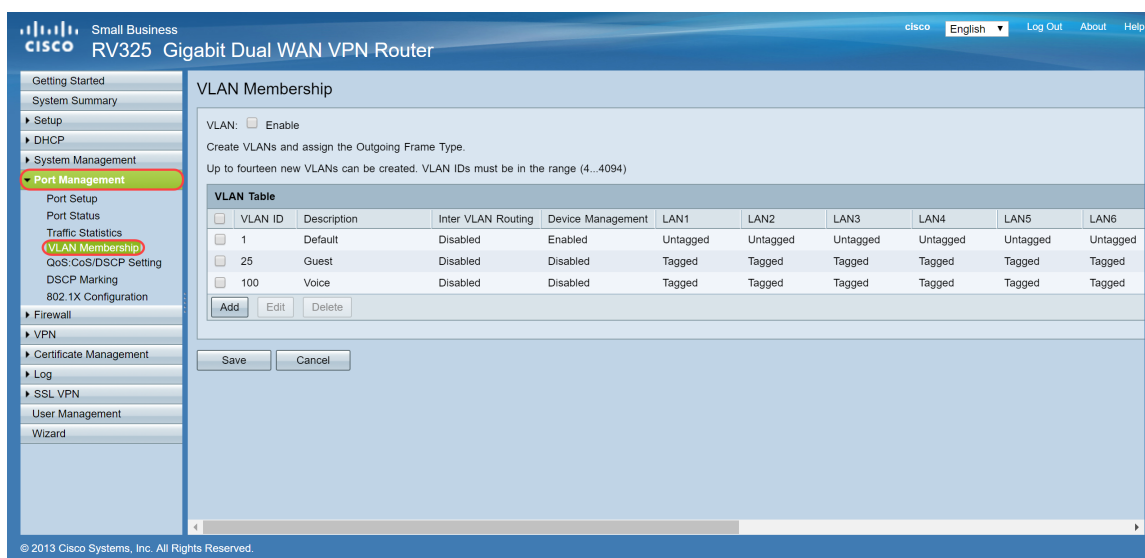 Small Business
cisco English Log Out About Help
CISCO RV325 Gigabit Dual WAN VPN Router
Getting Started
System Summary
Setup
DHCP
System Management
Port Management
Port Setup
Port Status
Traffic Statistics
VLAN Membership
QoS:CoS/DSCP Setting
DSCP Marking
802.1X Configuration
Firewall
VPN
Certificate Management
Log
SSL VPN
User Management
Wizard
VLAN Membership
VLAN: Enable
Create VLANs and assign the Outgoing Frame Type.
Up to fourteen new VLANs can be created. VLAN IDs must be in the range (4...4094)
VLAN Table
VLAN ID Description Inter VLAN Routing Device Management LAN1 LAN2 LAN3 LAN4 LAN5 LAN6
1 Default Disabled Enabled Untagged Untagged Untagged Untagged Untagged Untagged
25 Guest Disabled Disabled Tagged Tagged Tagged Tagged Tagged Tagged
100 Voice Disabled Disabled Tagged Tagged Tagged Tagged Tagged Tagged
Add Edit Delete
Save Cancel
© 2013 Cisco Systems, Inc. All Rights Reserved.